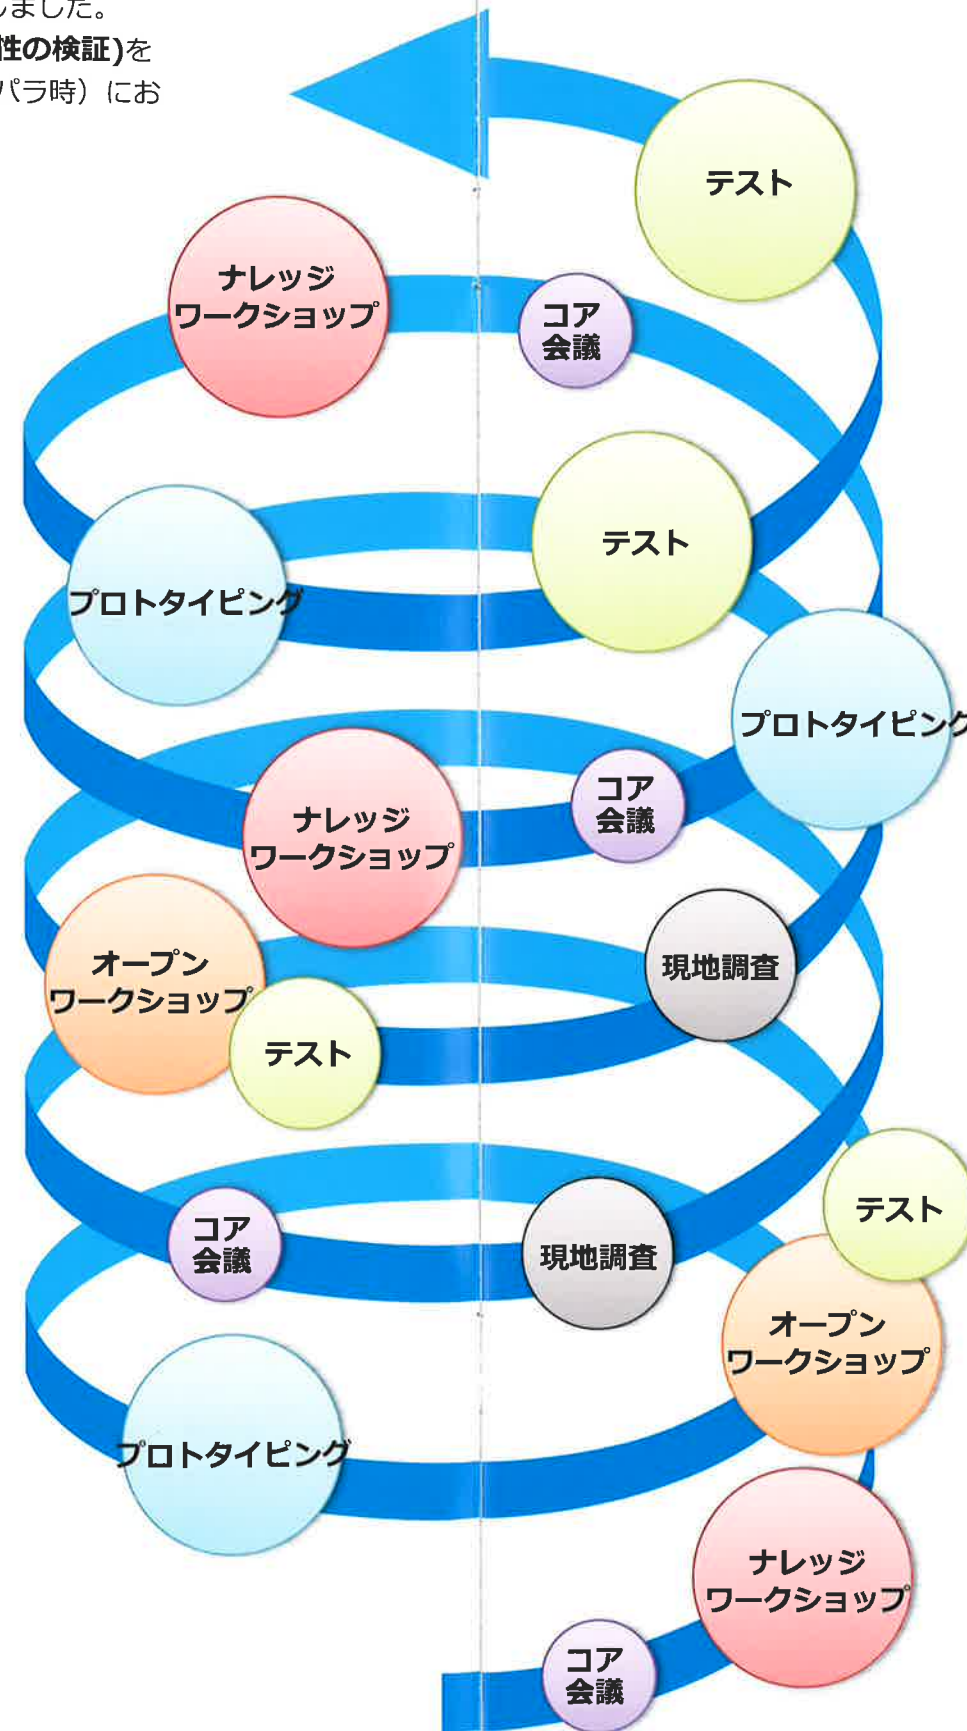 しました。
性の検証)を
パラ時）にお
テスト
ナレッジ
ワークショップ
コア
会議
テスト
プロトタイピング
プロトタイピング
ナレッジ
ワークショップ
コア
会議
オープン
ワークショップ
現地調査
テスト
テスト
コア
会議
現地調査
オープン
ワークショップ
プロトタイピング
ナレッジ
ワークショップ
コア
会議